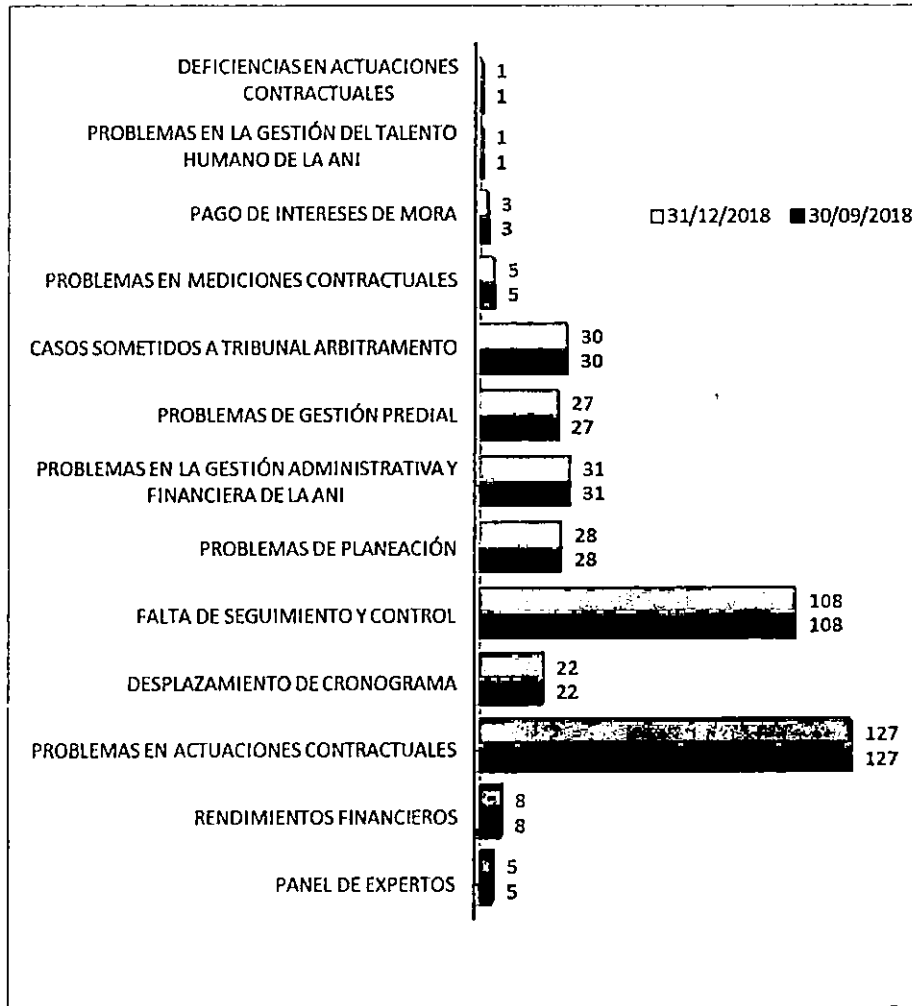 DEFICIENCIAS EN ACTUACIONES
CONTRACTUALES
1
1
PROBLEMAS EN LA GESTIÓN DEL TALENTO
HUMANO DE LA ANI
1
1
PAGO DE INTERESES DE MORA
3
3
□ 31/12/2018 ■ 30/09/2018
PROBLEMAS EN MEDICIONES CONTRACTUALES
5
5
CASOS SOMETIDOS A TRIBUNAL ARBITRAMENTO
30
30
PROBLEMAS DE GESTIÓN PREDIAL
27
27
PROBLEMAS EN LA GESTIÓN ADMINISTRATIVA Y
FINANCIERA DE LA ANI
31
31
PROBLEMAS DE PLANEACIÓN
28
28
FALTA DE SEGUIMIENTO Y CONTROL
108
108
DESPLAZAMIENTO DE CRONOGRAMA
22
22
PROBLEMAS EN ACTUACIONES CONTRACTUALES
127
127
RENDIMIENTOS FINANCIEROS
8
8
PANEL DE EXPERTOS
5
5